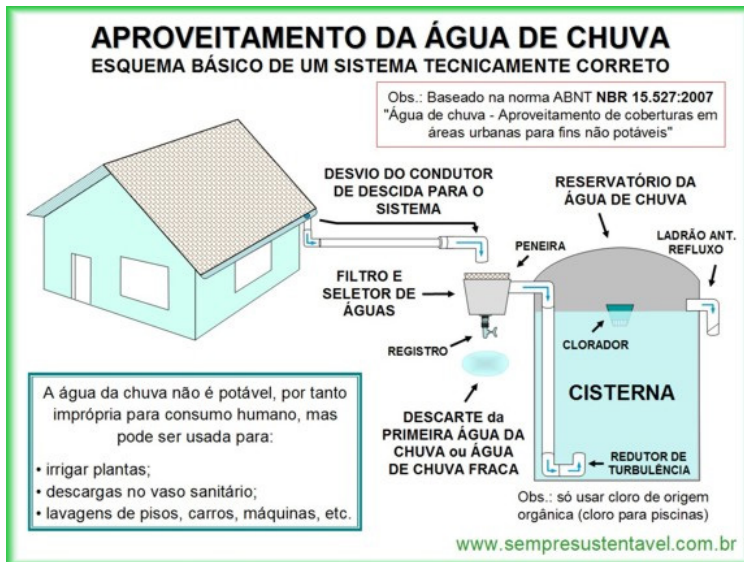 APROVEITAMENTO DA ÁGUA DE CHUVA
ESQUEMA BÁSICO DE UM SISTEMA TECNICAMENTE CORRETO
Obs.: Baseado na norma ABNT NBR 15.527:2007
"Água de chuva - Aproveitamento de coberturas em
áreas urbanas para fins não potáveis"
DESVIO DO CONDUTOR
DE DESCIDA PARA O
SISTEMA
RESERVATÓRIO DA
ÁGUA DE CHUVA
LADRÃO ANT.
REFLUXO
PENEIRA
FILTRO E
SELETOR DE
ÁGUAS
REGISTRO
CLORADOR
CISTERNA
DESCARTE da
PRIMEIRA ÁGUA DA
CHUVA ou ÁGUA
DE CHUVA FRACA
REDUTOR DE
TURBULÊNCIA
A água da chuva não é potável, por tanto
imprópria para consumo humano, mas
pode ser usada para:
• irrigar plantas;
• descargas no vaso sanitário;
• lavagens de pisos, carros, máquinas, etc.
Obs.: só usar cloro de origem
orgânica (cloro para piscinas)
www.sempresustentavel.com.br